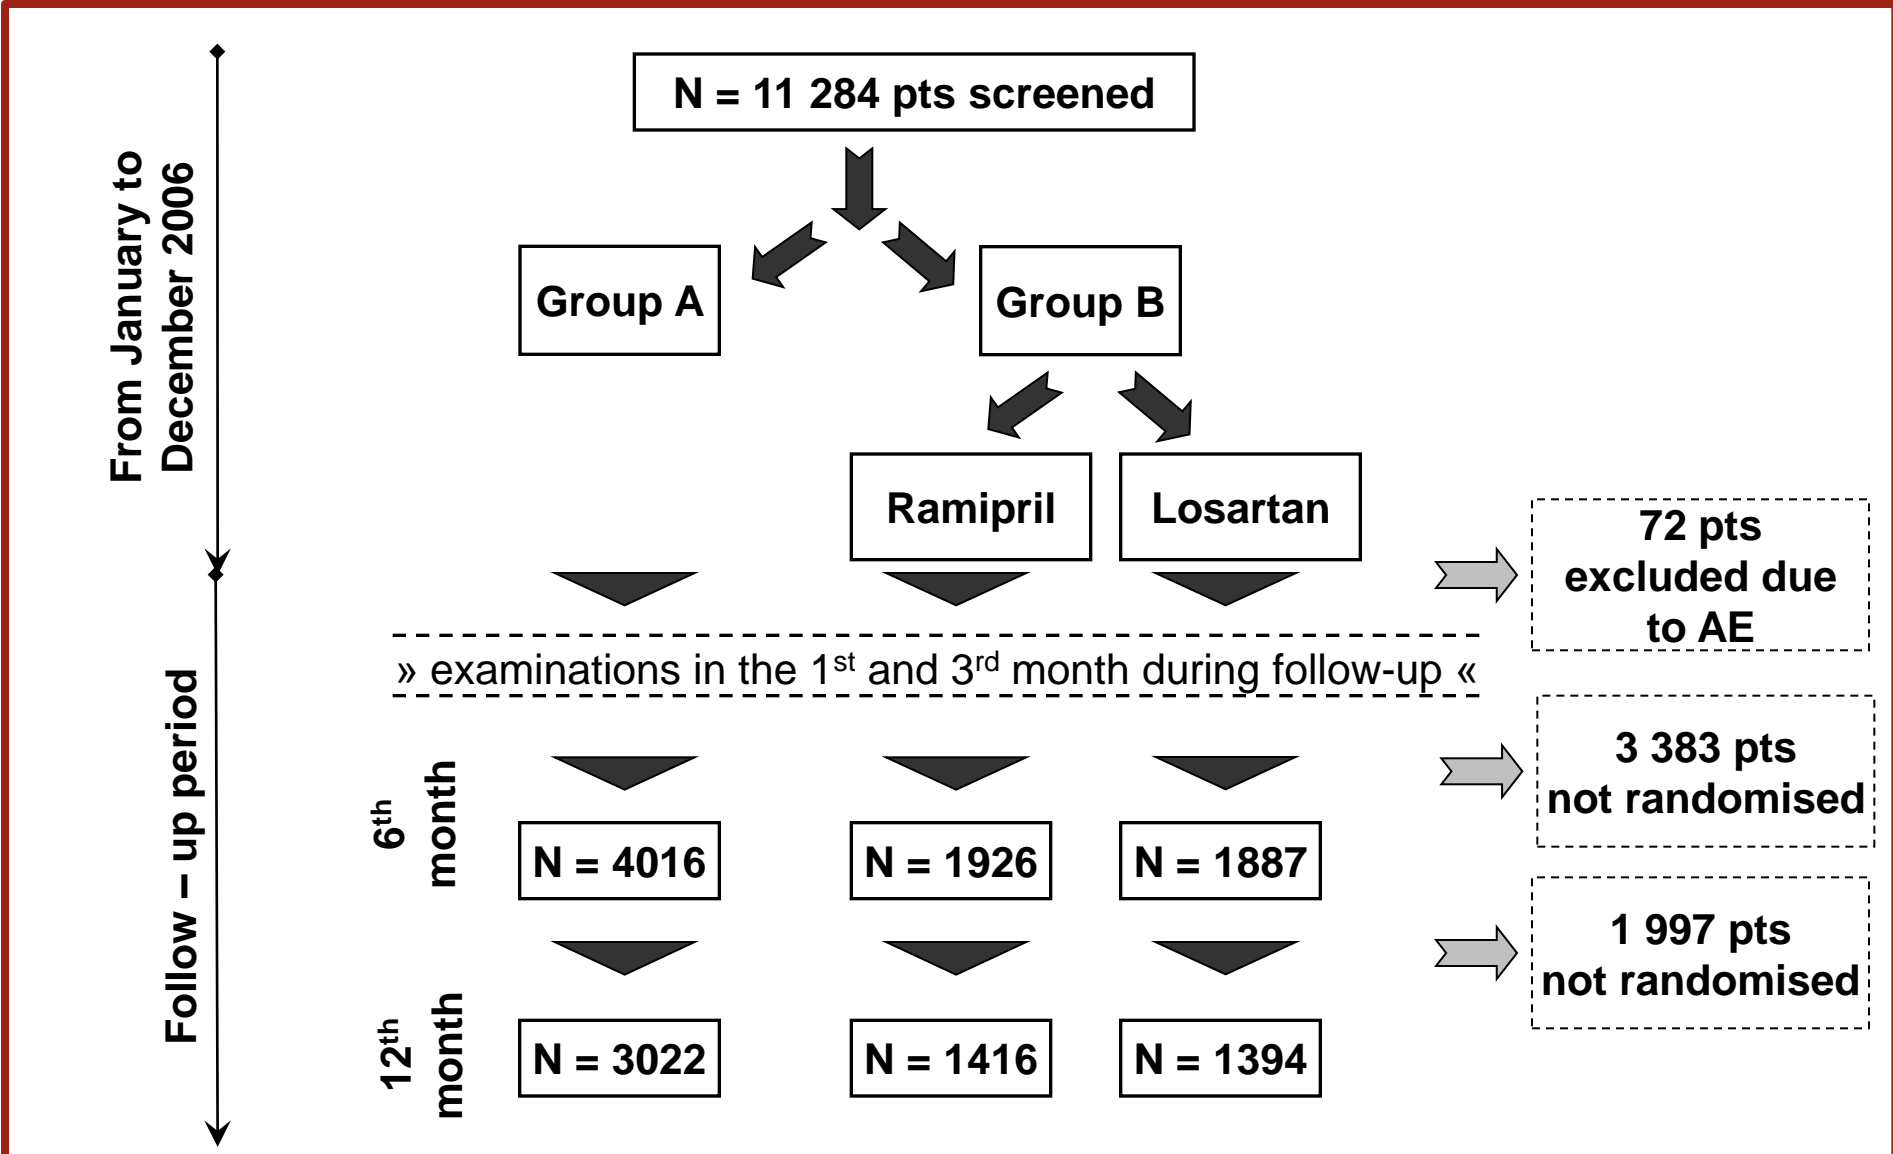 N = 11 284 pts screened
From January to
December 2006
Group A
Group B
Ramipril
Losartan
72 pts
excluded due
to AE
» examinations in the 1st and 3rd month during follow-up «
Follow – up period
3 383 pts
not randomised
6th
month
N = 4016
N = 1926
N = 1887
1 997 pts
not randomised
12th
month
N = 3022
N = 1416
N = 1394